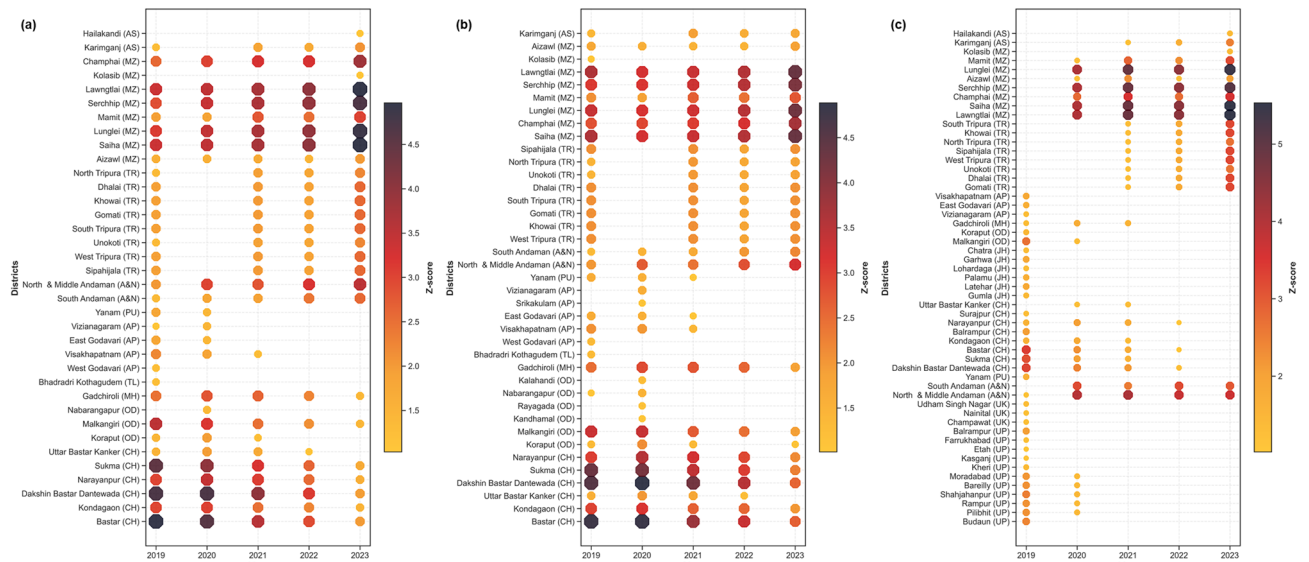 (a)
Hailakandi (AS)
Karimganj (AS)
Champhai (MZ)
Kolasib (MZ)
Lawngtlai (MZ)
Serchhip (MZ)
Mamit (MZ)
Lunglei (MZ)
Saiha (MZ)
Aizawl (MZ)
North Tripura (TR)
Dhalai (TR)
Khowai (TR)
Gomati (TR)
South Tripura (TR)
Unokoti (TR)
West Tripura (TR)
Sipahijala (TR)
North & Middle Andaman (A&N)
South Andaman (A&N)
Yanam (PU)
Vizianagaram (AP)
East Godavari (AP)
Visakhapatnam (AP)
West Godavari (AP)
Bhadradri Kothagudem (TL)
Gadchiroli (MH)
Nabarangapur (OD)
Malkangiri (OD)
Koraput (OD)
Uttar Bastar Kanker (CH)
Sukma (CH)
Narayanpur (CH)
Dakshin Bastar Dantewada (CH)
Kondagaon (CH)
Bastar (CH)
Districts
2019 2020 2021 2022 2023
4.5
4.0
3.5
3.0
2.5
2.0
1.5
Z-score
(b)
Karimganj (AS)
Aizawl (MZ)
Kolasib (MZ)
Lawngtlai (MZ)
Serchhip (MZ)
Mamit (MZ)
Lunglei (MZ)
Champhai (MZ)
Saiha (MZ)
Sipahijala (TR)
North Tripura (TR)
Unokoti (TR)
Dhalai (TR)
South Tripura (TR)
Gomati (TR)
Khowai (TR)
West Tripura (TR)
South Andaman (A&N)
North & Middle Andaman (A&N)
Yanam (PU)
Vizianagaram (AP)
Srikakulam (AP)
East Godavari (AP)
Visakhapatnam (AP)
West Godavari (AP)
Bhadradri Kothagudem (TL)
Gadchiroli (MH)
Kalahandi (OD)
Nabarangapur (OD)
Rayagada (OD)
Kandhamal (OD)
Malkangiri (OD)
Koraput (OD)
Narayanpur (CH)
Sukma (CH)
Dakshin Bastar Dantewada (CH)
Uttar Bastar Kanker (CH)
Kondagaon (CH)
Bastar (CH)
Districts
2019 2020 2021 2022 2023
4.5
4.0
3.5
3.0
2.5
2.0
1.5
Z-score
(c)
Hailakandi (AS)
Karimganj (AS)
Kolasib (MZ)
Mamit (MZ)
Lunglei (MZ)
Aizawl (MZ)
Serchhip (MZ)
Champhai (MZ)
Saiha (MZ)
Lawngtlai (MZ)
South Tripura (TR)
Khowai (TR)
North Tripura (TR)
Sipahijala (TR)
West Tripura (TR)
Unokoti (TR)
Dhalai (TR)
Gomati (TR)
Visakhapatnam (AP)
East Godavari (AP)
Vizianagaram (AP)
Gadchiroli (MH)
Koraput (OD)
Malkangiri (OD)
Chatra (JH)
Garhwa (JH)
Lohardaga (JH)
Palamu (JH)
Latehar (JH)
Gumla (JH)
Uttar Bastar Kanker (CH)
Surajpur (CH)
Narayanpur (CH)
Balrampur (CH)
Kondagaon (CH)
Bastar (CH)
Sukma (CH)
Dakshin Bastar Dantewada (CH)
Yanam (PU)
South Andaman (A&N)
North & Middle Andaman (A&N)
Udham Singh Nagar (UK)
Nainital (UK)
Champawat (UK)
Balrampur (UP)
Farrukhabad (UP)
Etah (UP)
Kasganj (UP)
Kheri (UP)
Moradabad (UP)
Bareilly (UP)
Shahjahanpur (UP)
Rampur (UP)
Pilibhit (UP)
Budaun (UP)
Districts
2019 2020 2021 2022 2023
5
4
3
2
Z-score